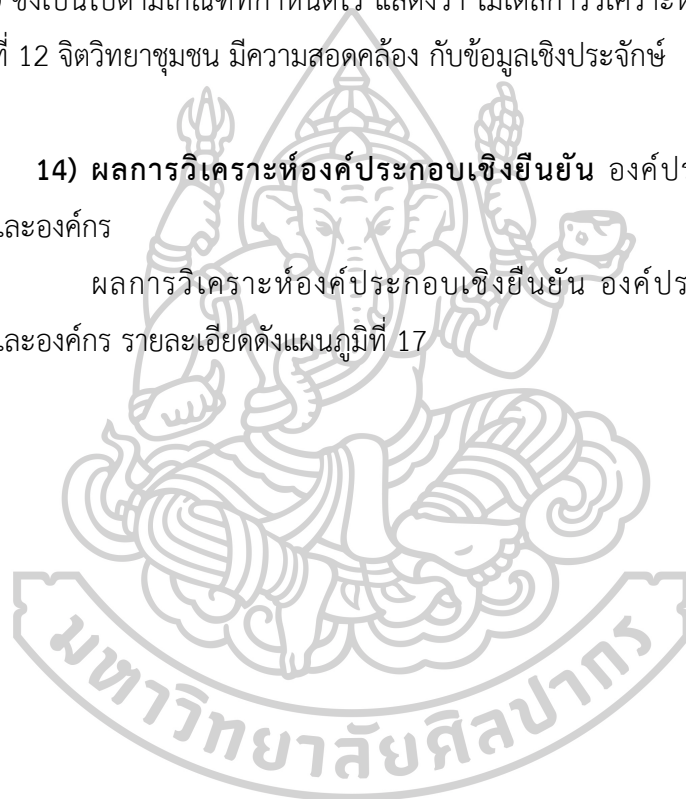 ซึ่งเป็นไปตามเกณฑ์ที่กำหนดไว้ แสดงว่า โมเดลการวิเคราะห์
ที่ 12 จิตวิทยาชุมชน มีความสอดคล้อง กับข้อมูลเชิงประจักษ์
14) ผลการวิเคราะห์องค์ประกอบเชิงยืนยัน องค์ป
และองค์กร
ผลการวิเคราะห์องค์ประกอบเชิงยืนยัน องค์ป
และองค์กร รายละเอียดดังแผนภูมิที่ 17
มหาวิทยาลัยศิลปากร